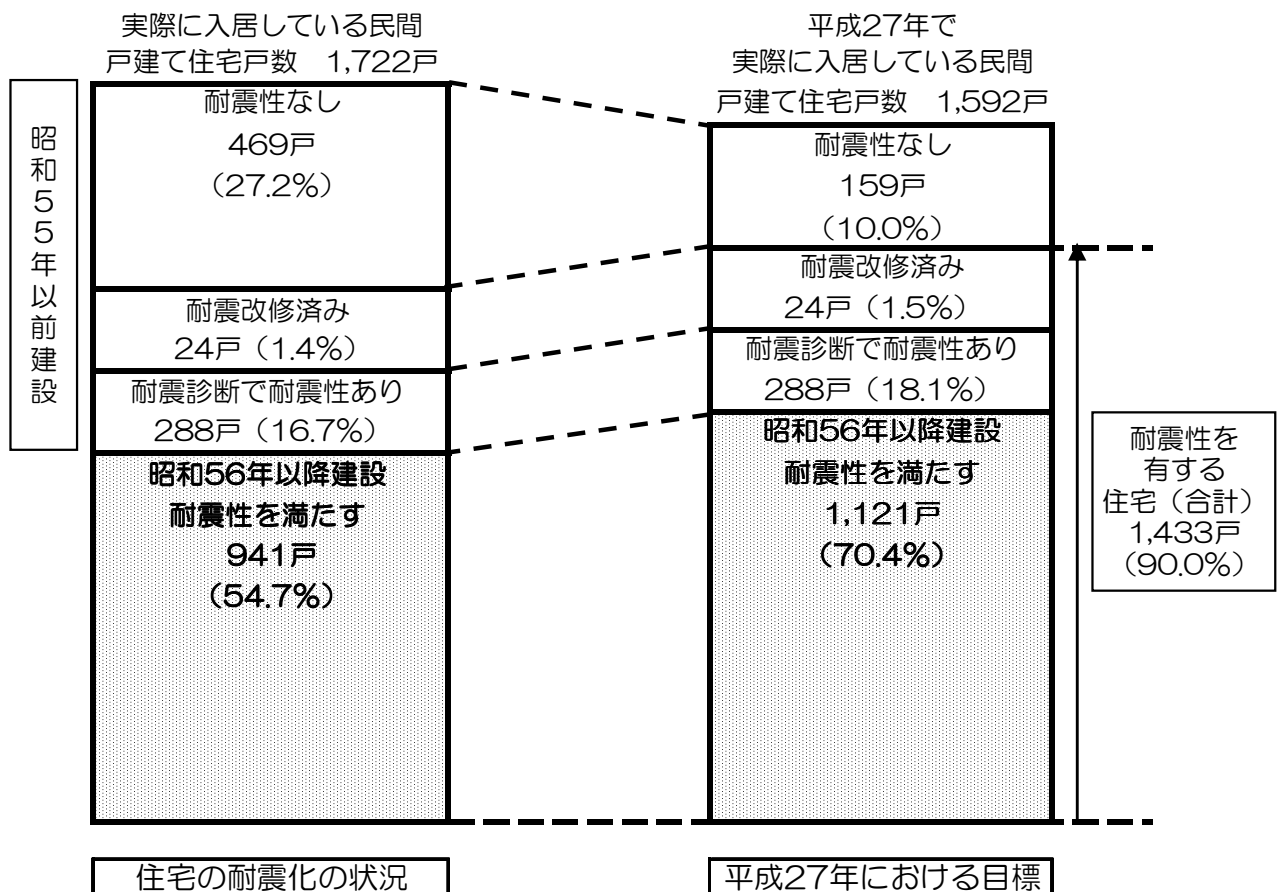 実際に入居している民間
戸建て住宅戸数 1,722戸
昭和55年以前建設
耐震性なし
469戸
(27.2%)
耐震改修済み
24戸(1.4%)
耐震診断で耐震性あり
288戸(16.7%)
昭和56年以降建設
耐震性を満たす
941戸
(54.7%)
住宅の耐震化の状況
平成27年で
実際に入居している民間
戸建て住宅戸数 1,592戸
耐震性なし
159戸
(10.0%)
耐震改修済み
24戸(1.5%)
耐震診断で耐震性あり
288戸(18.1%)
昭和56年以降建設
耐震性を満たす
1,121戸
(70.4%)
平成27年における目標
耐震性を
有する
住宅(合計)
1,433戸
(90.0%)